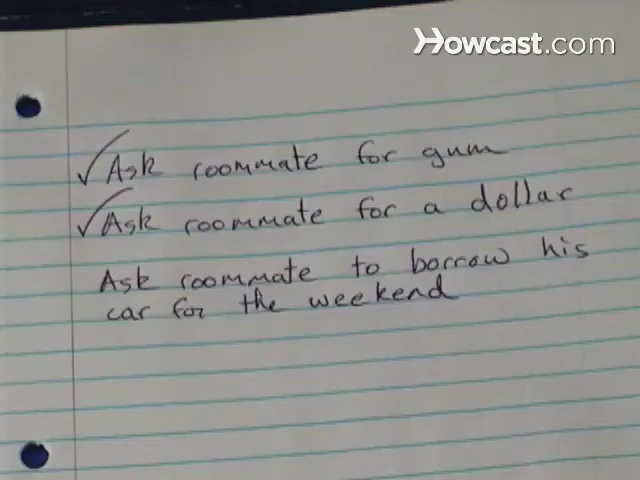 Howcast.com
✓Ask roommate for gum
✓Ask roommate for a dollar
Ask roommate to borrow his
car for the weekend